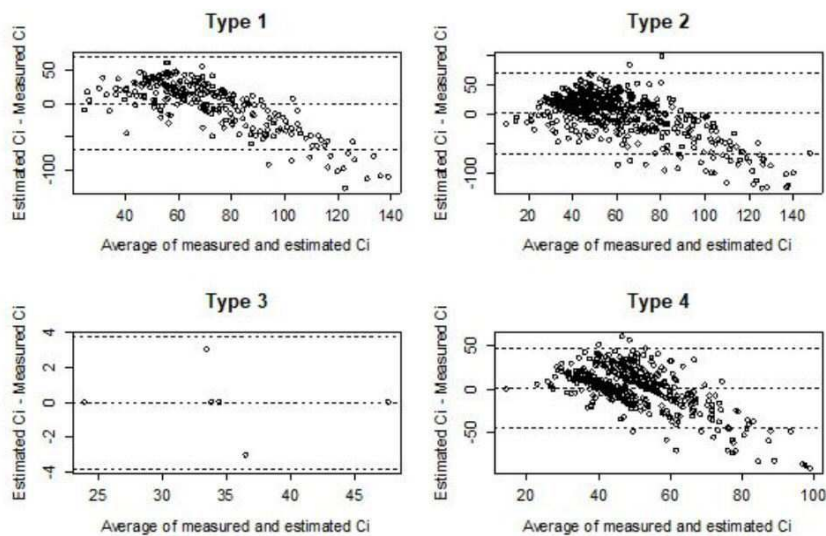 Type 1
Estimated Ci - Measured Ci
50
0
-100
40 60 80 100 120 140
Average of measured and estimated Ci
Type 2
Estimated Ci - Measured Ci
50
0
-100
20 40 60 80 100 120 140
Average of measured and estimated Ci
Type 3
Estimated Ci - Measured Ci
4
2
0
-2
-4
25 30 35 40 45
Average of measured and estimated Ci
Type 4
Estimated Ci - Measured Ci
50
0
-50
20 40 60 80 100
Average of measured and estimated Ci